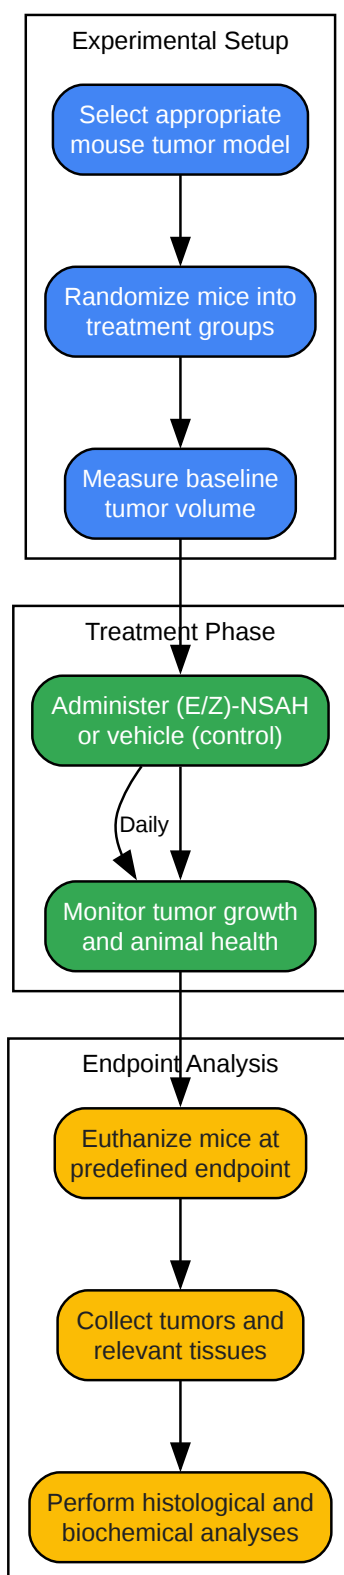 Experimental Setup
Select appropriate
mouse tumor model
Randomize mice into
treatment groups
Measure baseline
tumor volume
Treatment Phase
Administer (E/Z)-NSAH
or vehicle (control)
Daily
Monitor tumor growth
and animal health
Endpoint Analysis
Euthanize mice at
predefined endpoint
Collect tumors and
relevant tissues
Perform histological and
biochemical analyses